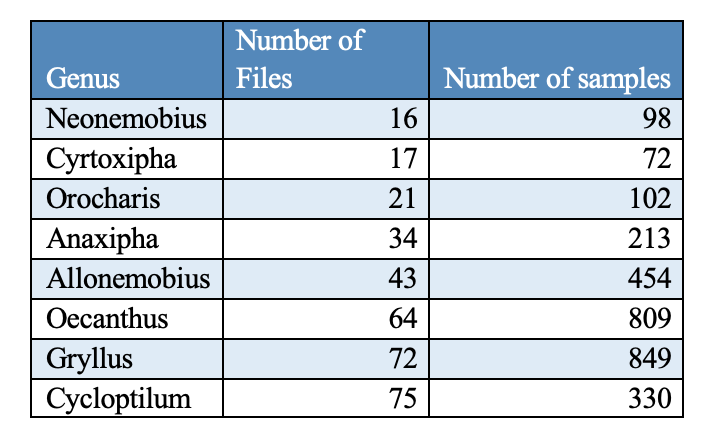 Genus Number of Files Number of samples
Neonemobius 16 98
Cyrtoxipha 17 72
Orocharis 21 102
Anaxipha 34 213
Allonemobius 43 454
Oecanthus 64 809
Gryllus 72 849
Cycloptilum 75 330